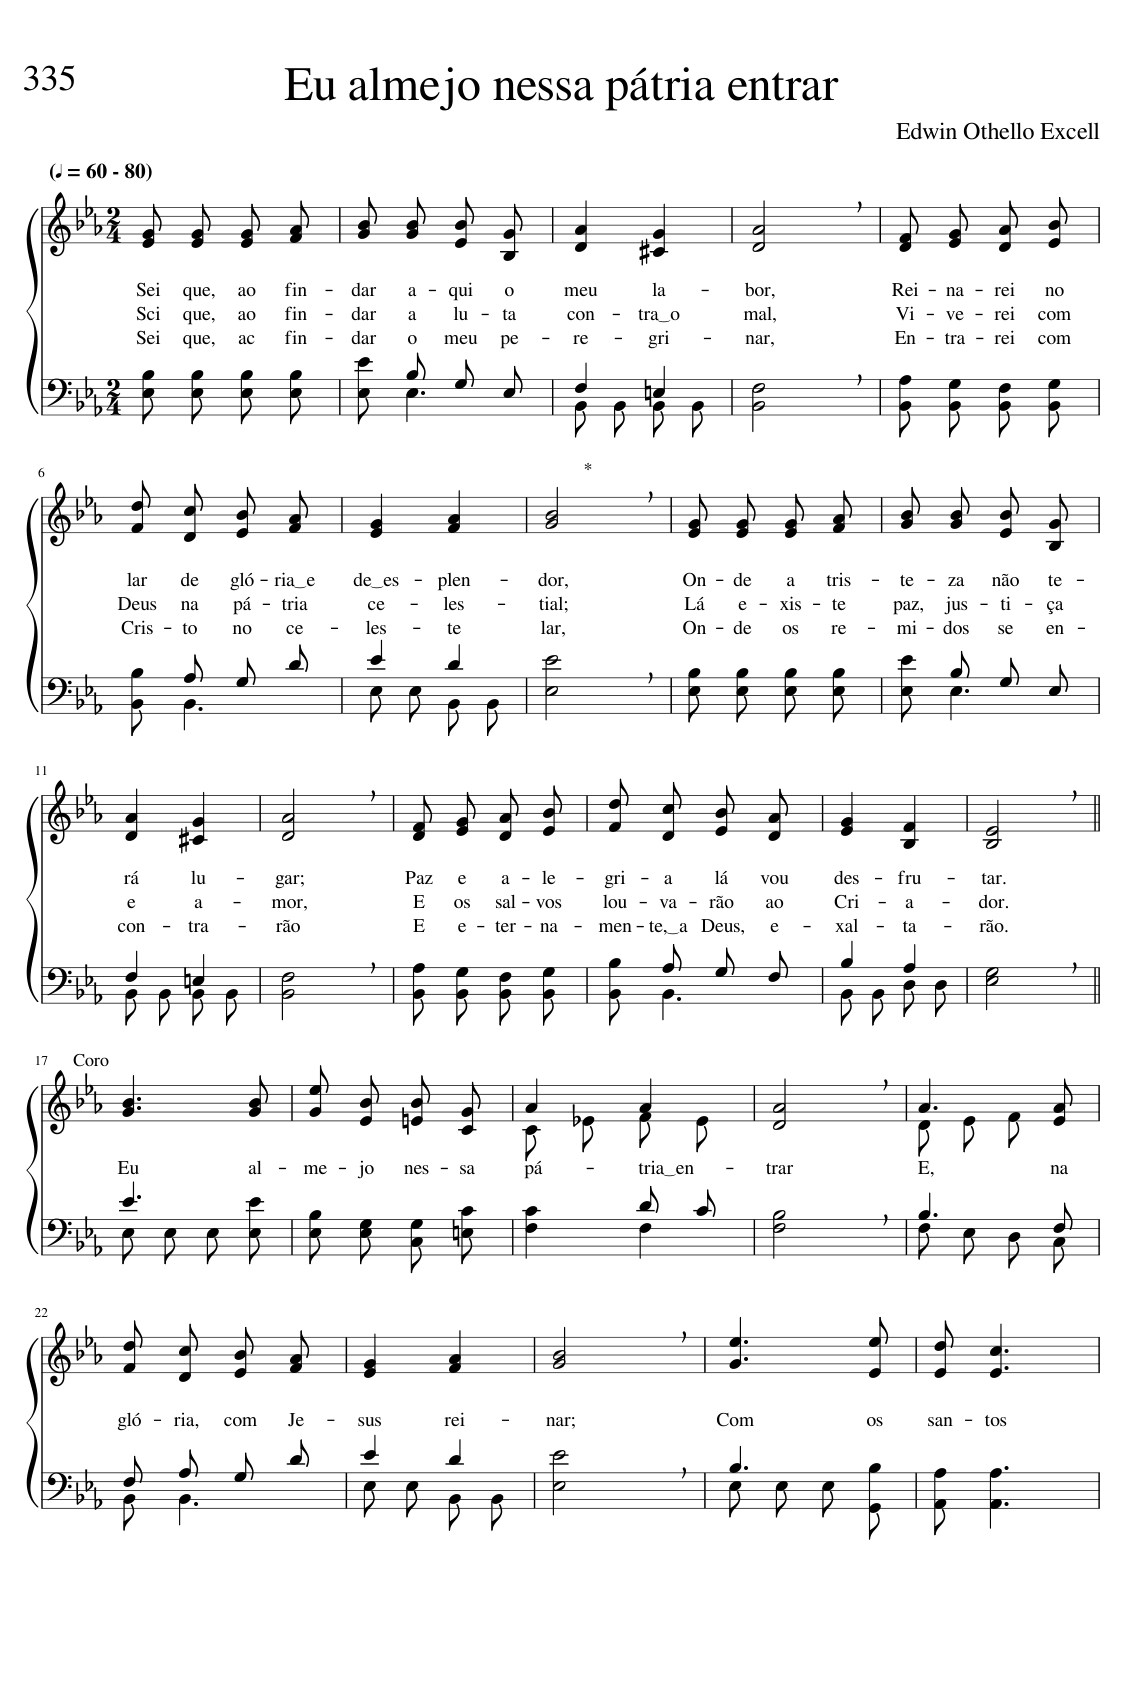 335
Eu almejo nessa pátria entrar
Edwin Othello Excell
(♩ = 60 - 80)
Sei que, ao fin - dar a - qui o meu la - bor, Rei - na - rei no
Sci que, ao fin - dar a lu - ta con - tra‿o mal, Vi - ve - rei com
Sei que, ac fin - dar o meu pe - re - gri - nar, En - tra - rei com
*
6
lar de gló - ria‿e de‿es - plen - dor, On - de a tris - te - za não te -
Deus na pá - tria ce - les - tial; Lá e - xis - te paz, jus - ti - ça
Cris - to no ce - les - te lar, On - de os re - mi - dos se en -
11
rá lu - gar; Paz e a - le - gri - a lá vou des - fru - tar.
e a - mor, E os sal - vos lou - va - rão ao Cri - a - dor.
con - tra - rão E e - ter - na - men - te,‿a Deus, e - xal - ta - rão.
17 Coro
Eu al - me - jo nes - sa pá - tria‿en - trar E, na
22
gló - ria, com Je - sus rei - nar; Com os san - tos